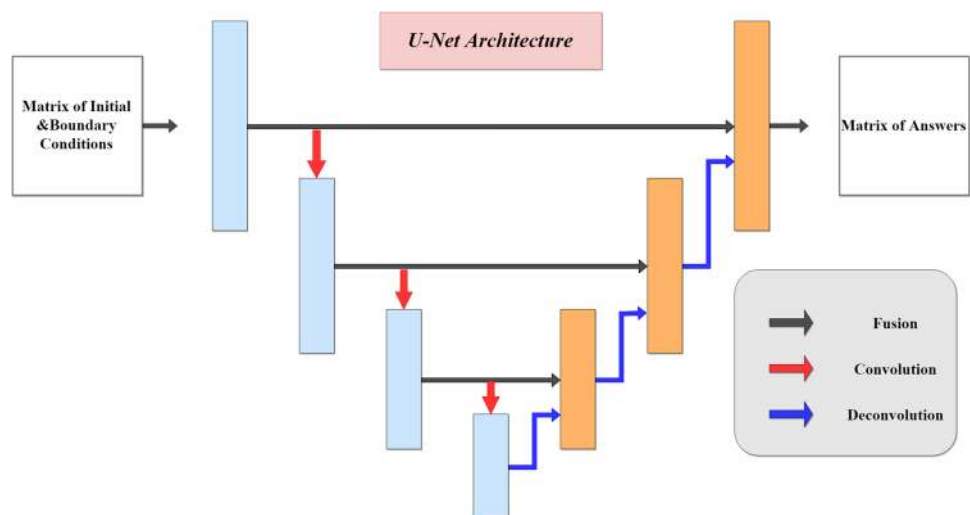 U-Net Architecture
Matrix of Initial
&Boundary
Conditions
Matrix of Answers
Fusion
Convolution
Deconvolution